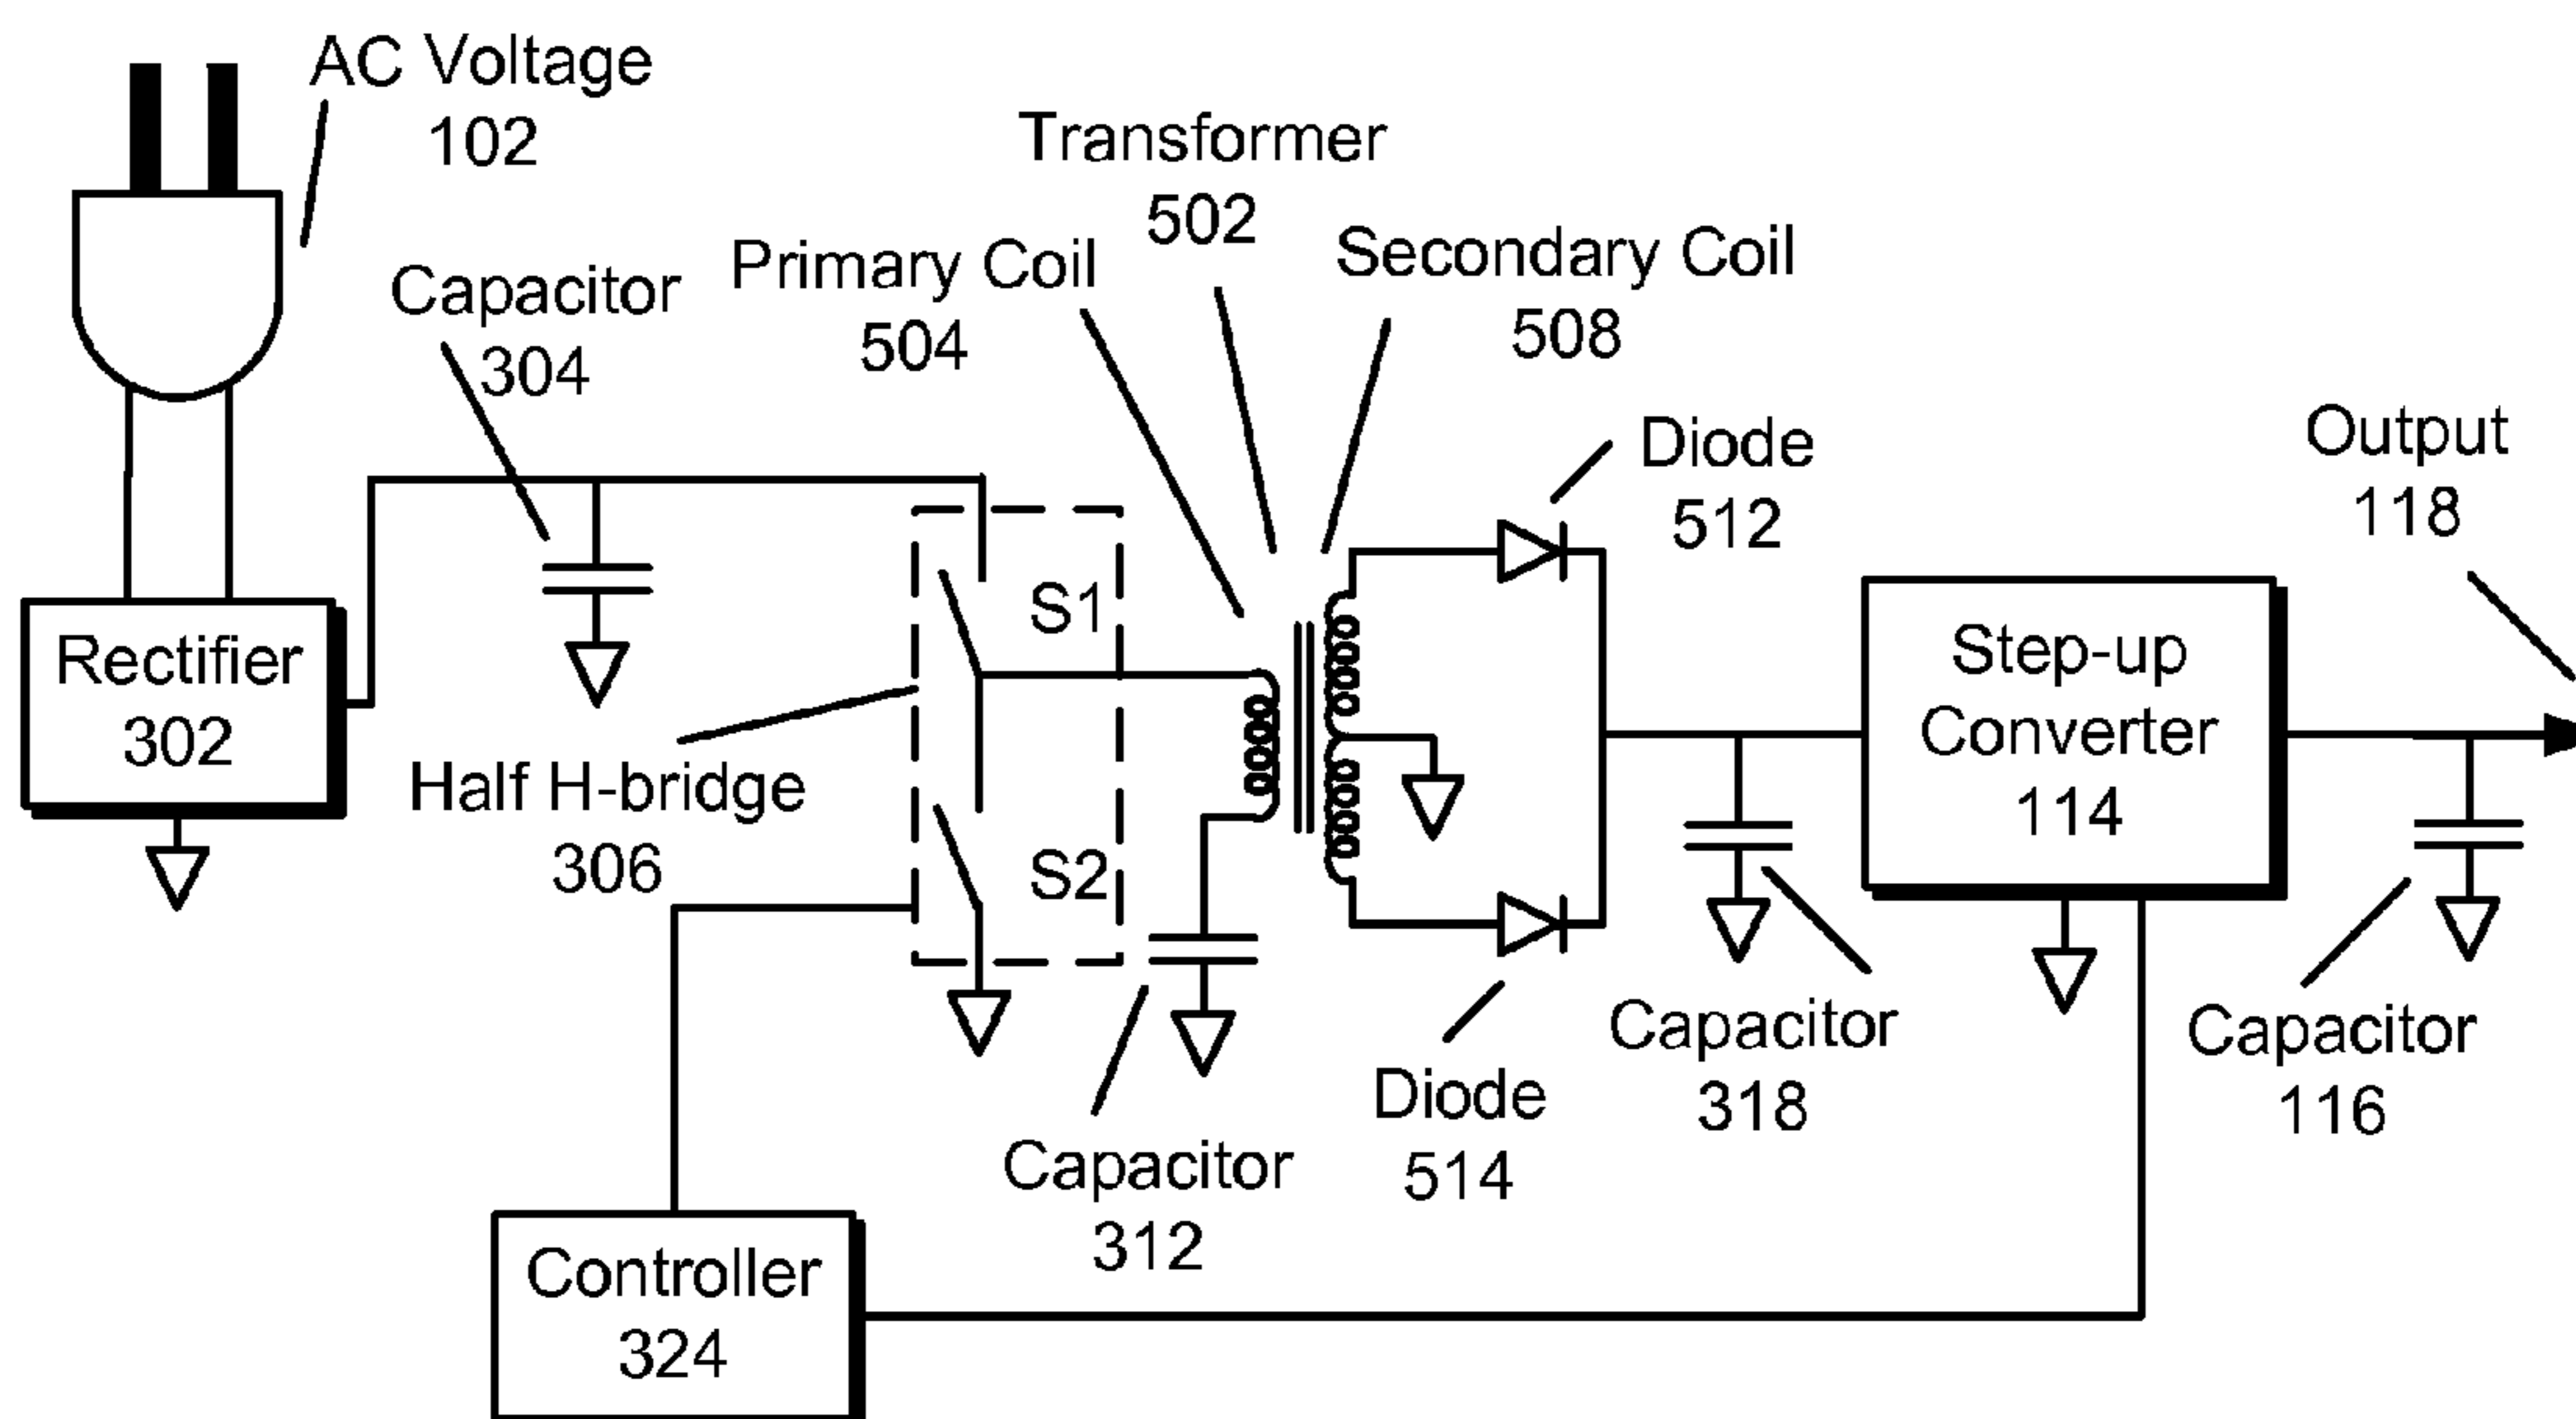 AC Voltage
102
Transformer
502
Capacitor
304
Primary Coil
504
Secondary Coil
508
Diode
512
Output
118
Rectifier
302
S1
Half H-bridge
306
S2
Step-up
Converter
114
Capacitor
312
Diode
514
Capacitor
318
Capacitor
116
Controller
324